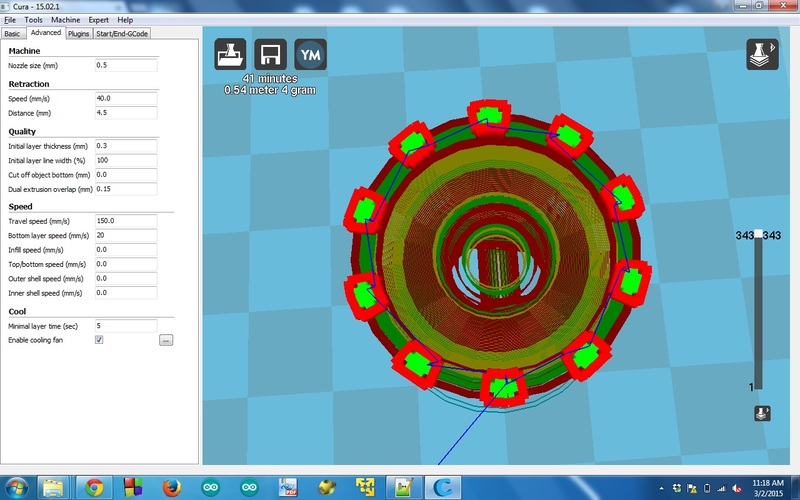 Cura - 15.02.1
File Tools Machine Expert Help
Basic Advanced Plugins Start/End-GCode
Machine
Nozzle size (mm) 0.5
Retraction
Speed (mm/s) 40.0
Distance (mm) 4.5
Quality
Initial layer thickness (mm) 0.3
Initial layer line width (%) 100
Cut off object bottom (mm) 0.0
Dual extrusion overlap (mm) 0.15
Speed
Travel speed (mm/s) 150.0
Bottom layer speed (mm/s) 20
Infill speed (mm/s) 0.0
Top/bottom speed (mm/s) 0.0
Outer shell speed (mm/s) 0.0
Inner shell speed (mm/s) 0.0
Cool
Minimal layer time (sec) 5
Enable cooling fan ...
YM
41 minutes
0.54 meter 4 gram
343 343
1
PDF
11:18 AM
3/2/2015